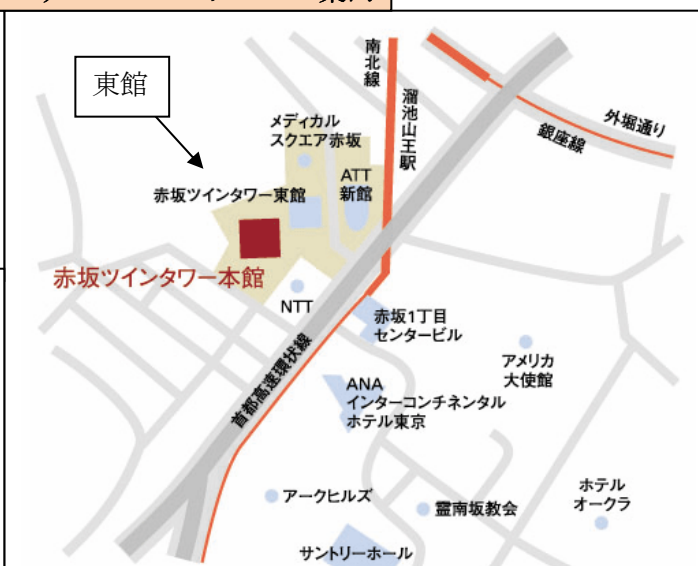 東館
南北線
溜池山王駅
外堀通り
銀座線
メディカル
スクエア赤坂
ATT
新館
赤坂ツインタワー東館
赤坂ツインタワー本館
NTT
赤坂1丁目
センタービル
首都高速環状線
アメリカ
大使館
ANA
インターコンチネンタル
ホテル東京
アークヒルズ
霊南坂教会
ホテル
オークラ
サントリーホール